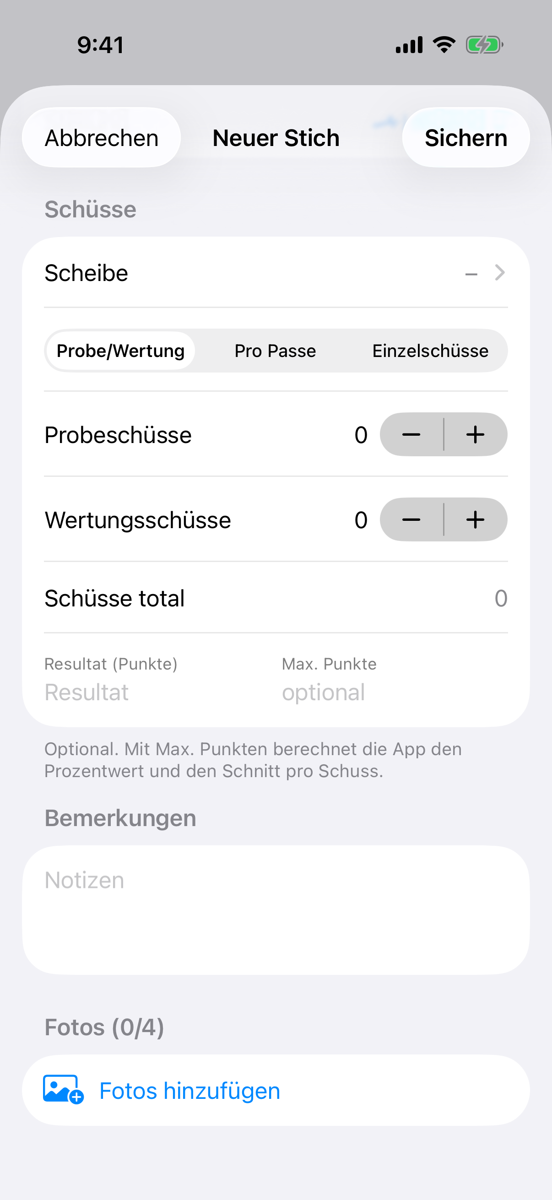 9:41
Abbrechen
Neuer Stich
Sichern
Schüsse
Scheibe –
Probe/Wertung
Pro Passe
Einzelschüsse
Probeschüsse 0 − +
Wertungsschüsse 0 − +
Schüsse total 0
Resultat (Punkte)
Max. Punkte
Resultat
optional
Optional. Mit Max. Punkten berechnet die App den
Prozentwert und den Schnitt pro Schuss.
Bemerkungen
Notizen
Fotos (0/4)
Fotos hinzufügen